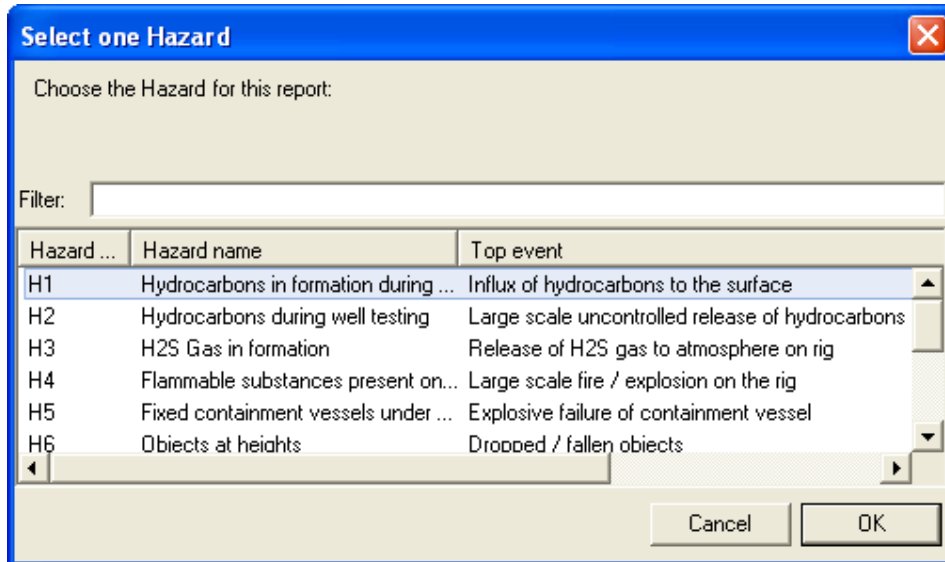 Select one Hazard
Choose the Hazard for this report:
Filter:
Hazard ... Hazard name Top event
H1 Hydrocarbons in formation during ... Influx of hydrocarbons to the surface
H2 Hydrocarbons during well testing Large scale uncontrolled release of hydrocarbons
H3 H2S Gas in formation Release of H2S gas to atmosphere on rig
H4 Flammable substances present on... Large scale fire / explosion on the rig
H5 Fixed containment vessels under ... Explosive failure of containment vessel
H6 Objects at heights Dropped / fallen objects
Cancel OK